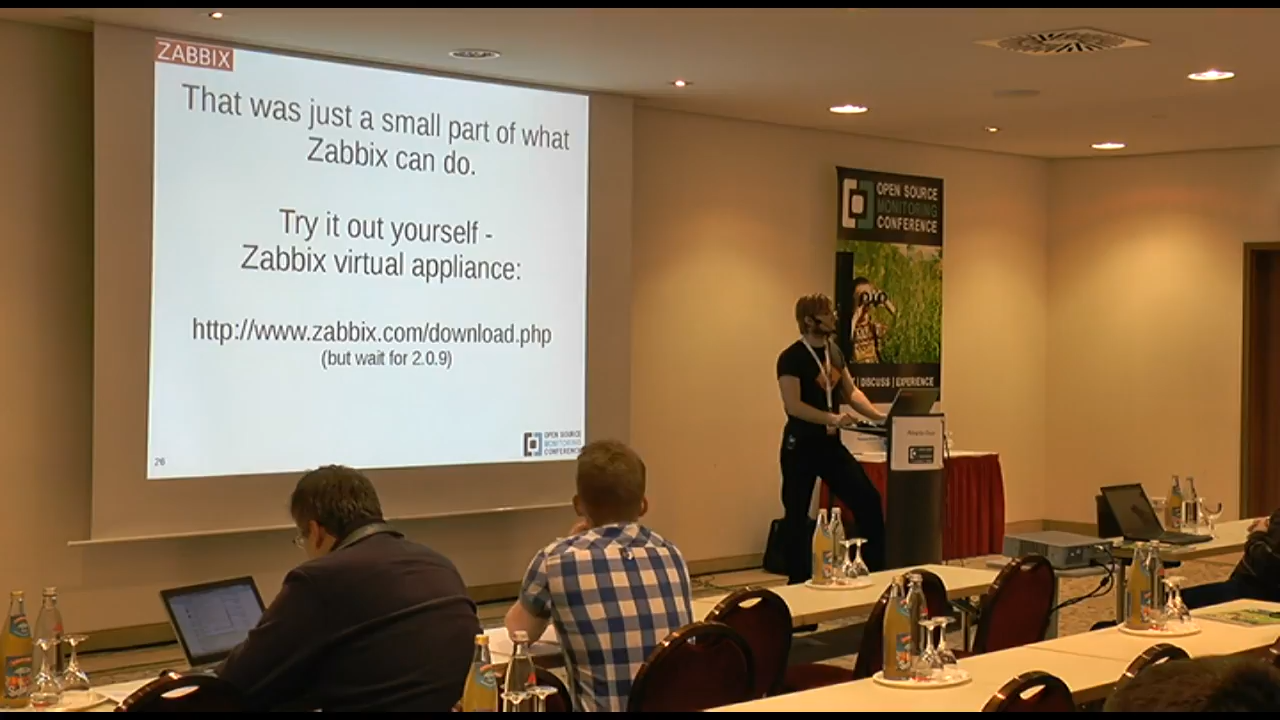 ZABBIX
That was just a small part of what
Zabbix can do.
Try it out yourself -
Zabbix virtual appliance:
http://www.zabbix.com/download.php
(but wait for 2.0.9)
26
OPEN SOURCE
MONITORING
CONFERENCE
OPEN SOURCE
MONITORING
CONFERENCE
| DISCUSS | EXPERIENCE